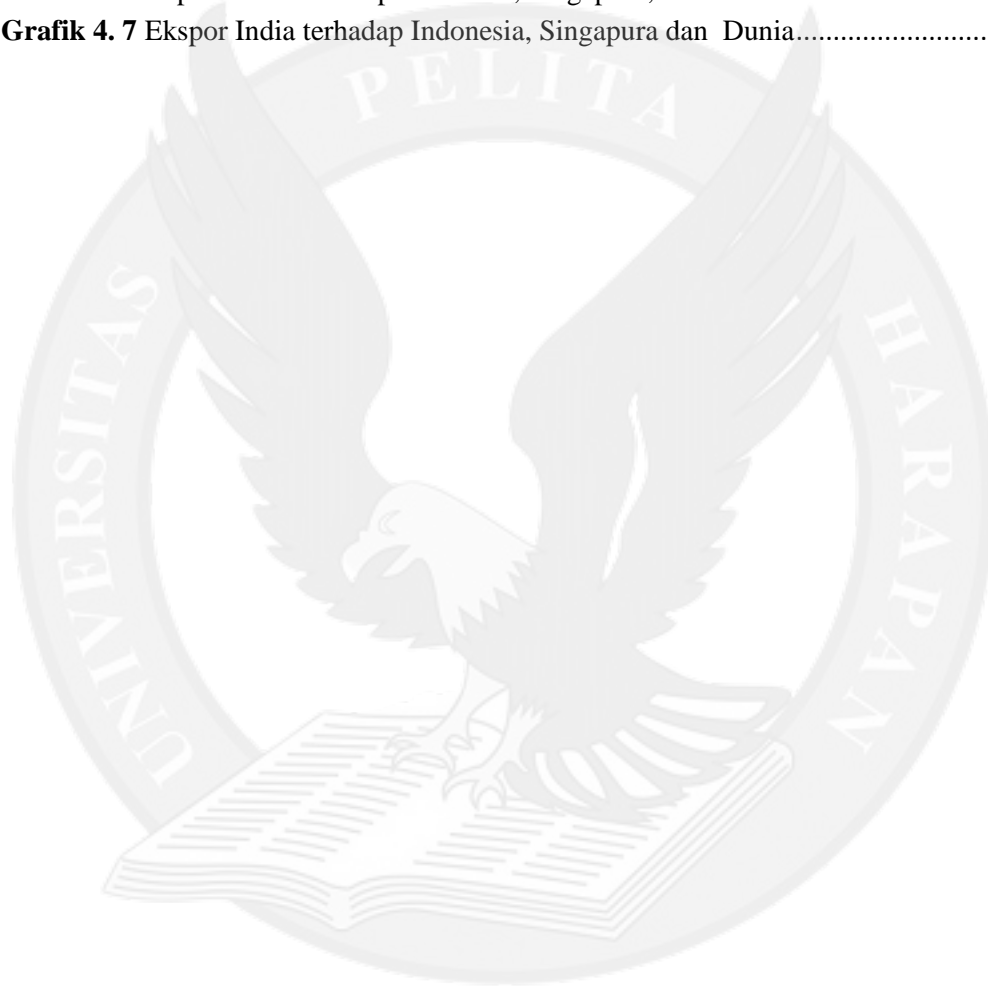 Grafik 4. 7 Ekspor India terhadap Indonesia, Singapura dan Dunia..........................
UNIVERSITAS PELITA HARAPAN